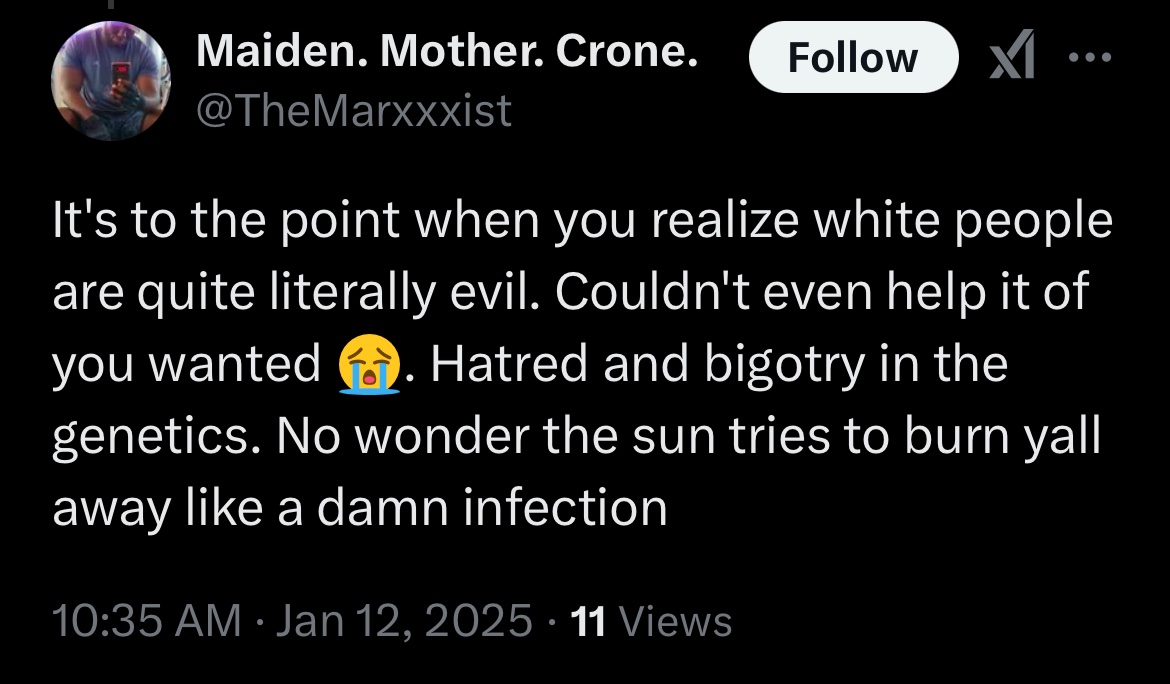 Maiden. Mother. Crone.
Follow
@TheMarxxxist
It's to the point when you realize white people
are quite literally evil. Couldn't even help it of
you wanted 😭. Hatred and bigotry in the
genetics. No wonder the sun tries to burn yall
away like a damn infection
10:35 AM · Jan 12, 2025 · 11 Views